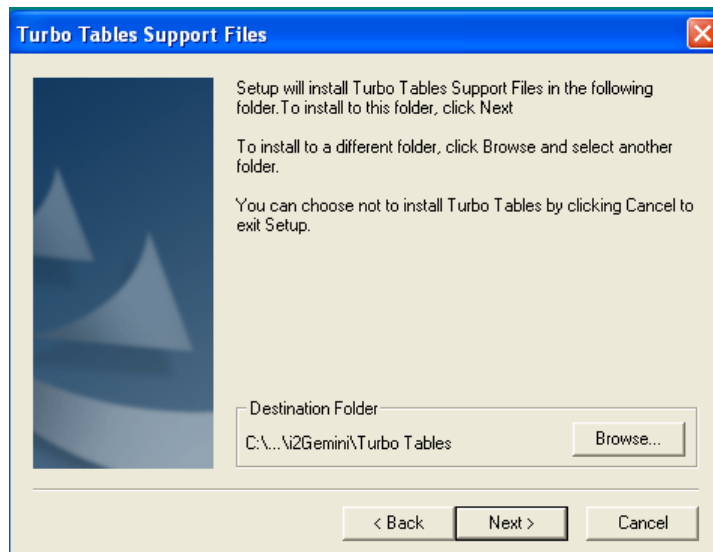 Turbo Tables Support Files
Setup will install Turbo Tables Support Files in the following
folder.To install to this folder, click Next
To install to a different folder, click Browse and select another
folder.
You can choose not to install Turbo Tables by clicking Cancel to
exit Setup.
Destination Folder
C:\...\i2Gemini\Turbo Tables
Browse...
< Back
Next >
Cancel